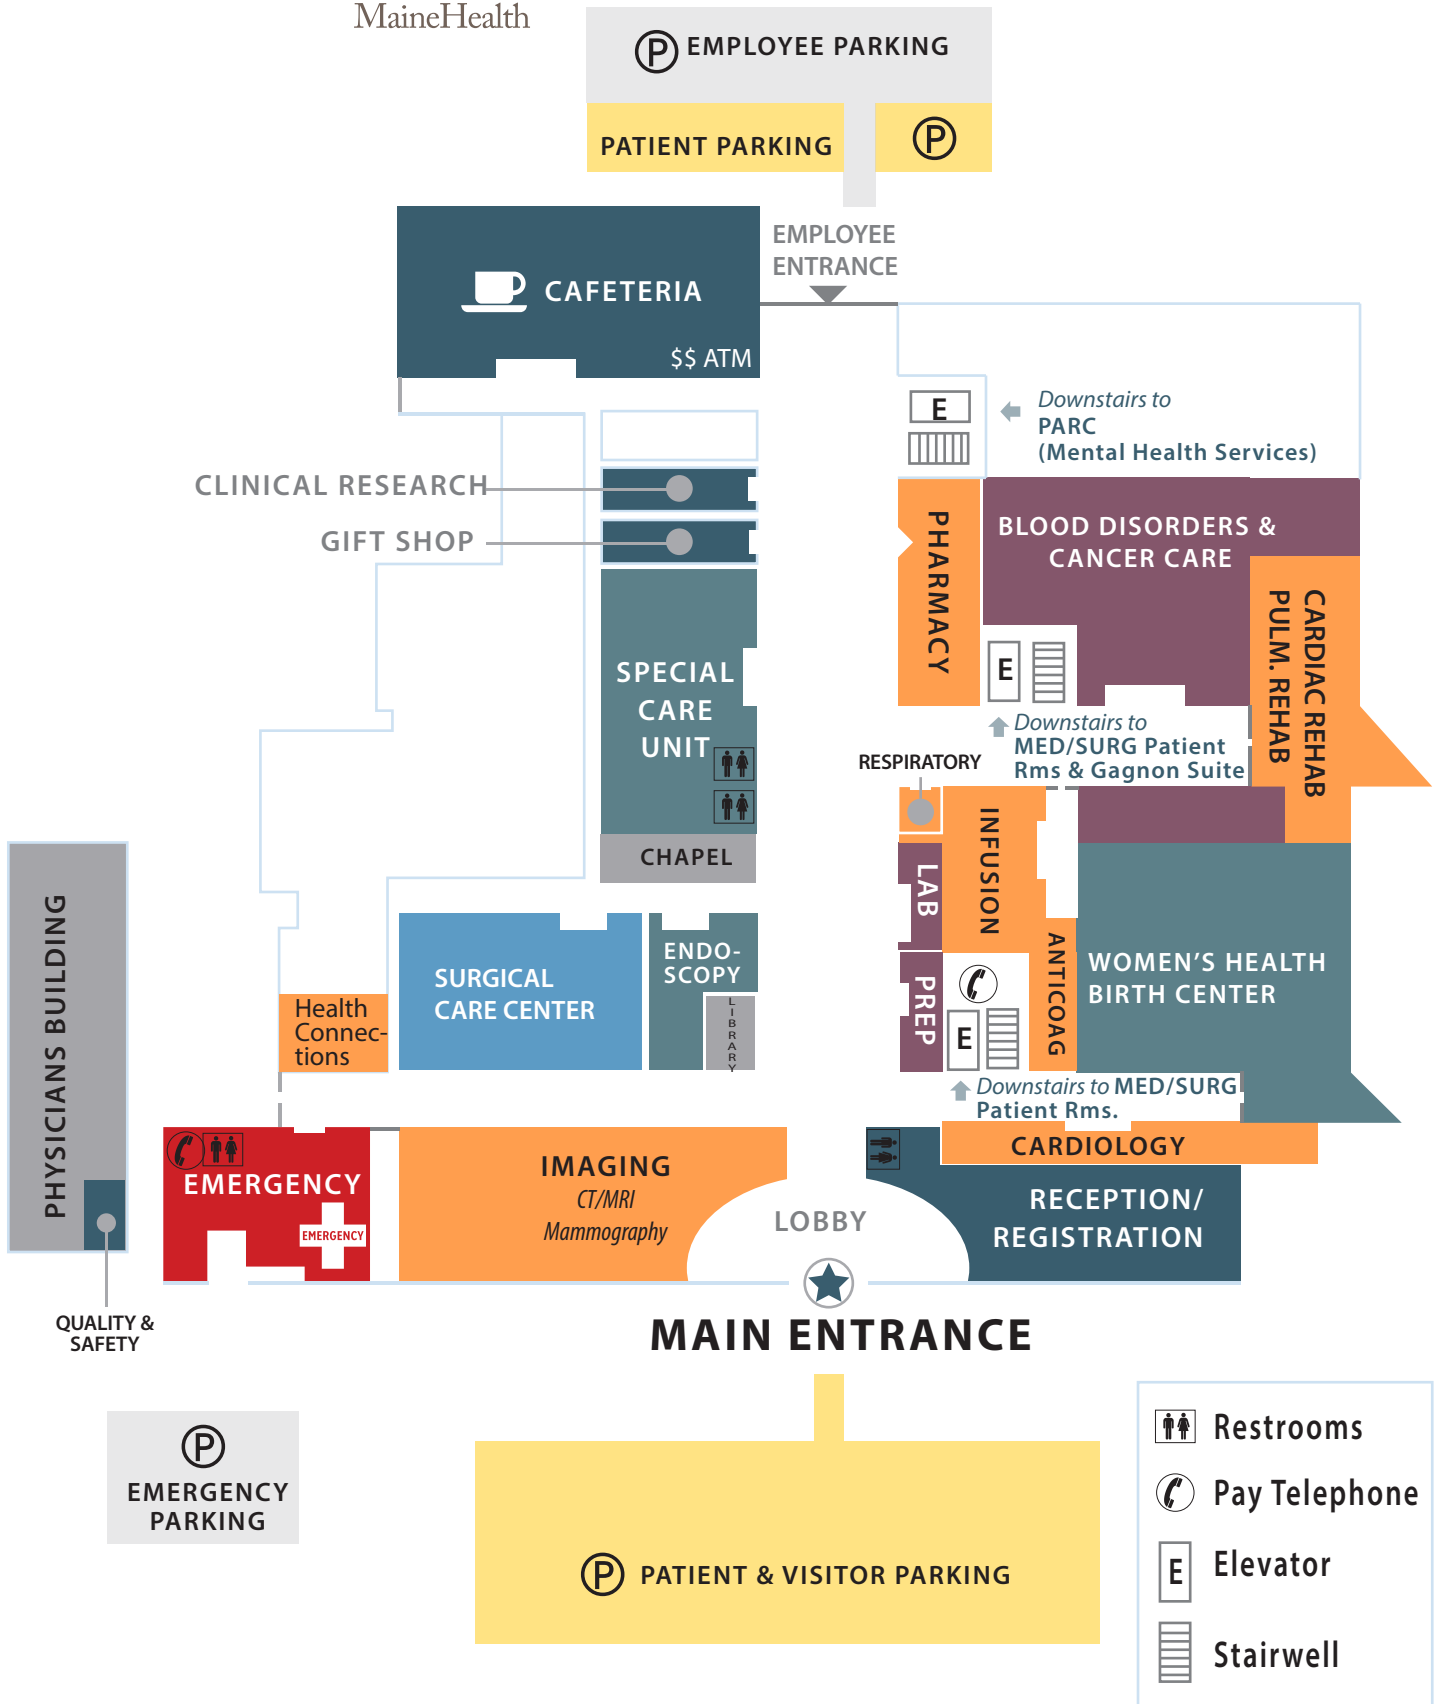 MaineHealth
P EMPLOYEE PARKING
PATIENT PARKING
P
EMPLOYEE
ENTRANCE
CAFETERIA
$$ ATM
E
Downstairs to
PARC
(Mental Health Services)
CLINICAL RESEARCH
GIFT SHOP
PHARMACY
BLOOD DISORDERS &
CANCER CARE
CARDIAC REHAB
PULM. REHAB
SPECIAL
CARE
UNIT
E
Downstairs to
MED/SURG Patient
Rms & Gagnon Suite
RESPIRATORY
INFUSION
CHAPEL
LAB
PHYSICIANS BUILDING
SURGICAL
CARE CENTER
ENDO-
SCOPY
LIBRARY
PREP
E
ANTICOAG
WOMEN'S HEALTH
BIRTH CENTER
Health
Connec-
tions
Downstairs to MED/SURG
Patient Rms.
EMERGENCY
EMERGENCY
IMAGING
CT/MRI
Mammography
LOBBY
CARDIOLOGY
RECEPTION/
REGISTRATION
QUALITY &
SAFETY
MAIN ENTRANCE
P
EMERGENCY
PARKING
P PATIENT & VISITOR PARKING
Restrooms
Pay Telephone
E Elevator
Stairwell